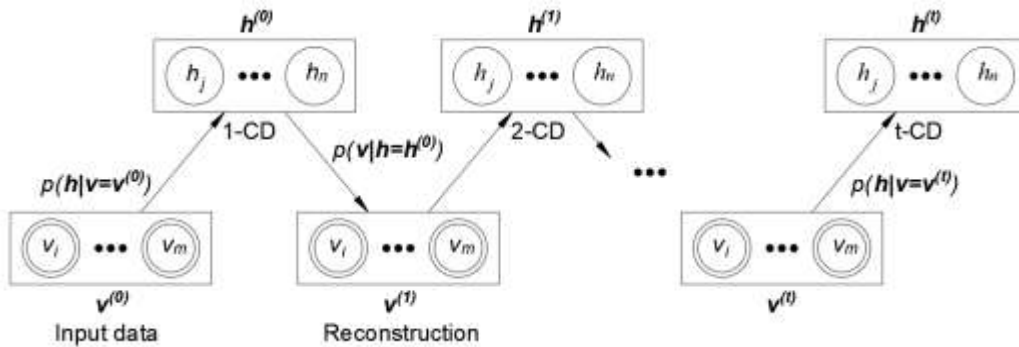 h(0) h(1) h(t)
hj ••• hn hj ••• hn hj ••• hn
1-CD 2-CD t-CD
p(v|h=h(0))
•••
p(h|v=v(0)) p(h|v=v(t))
vi ••• vm vi ••• vm vi ••• vm
v(0) v(1) v(t)
Input data Reconstruction